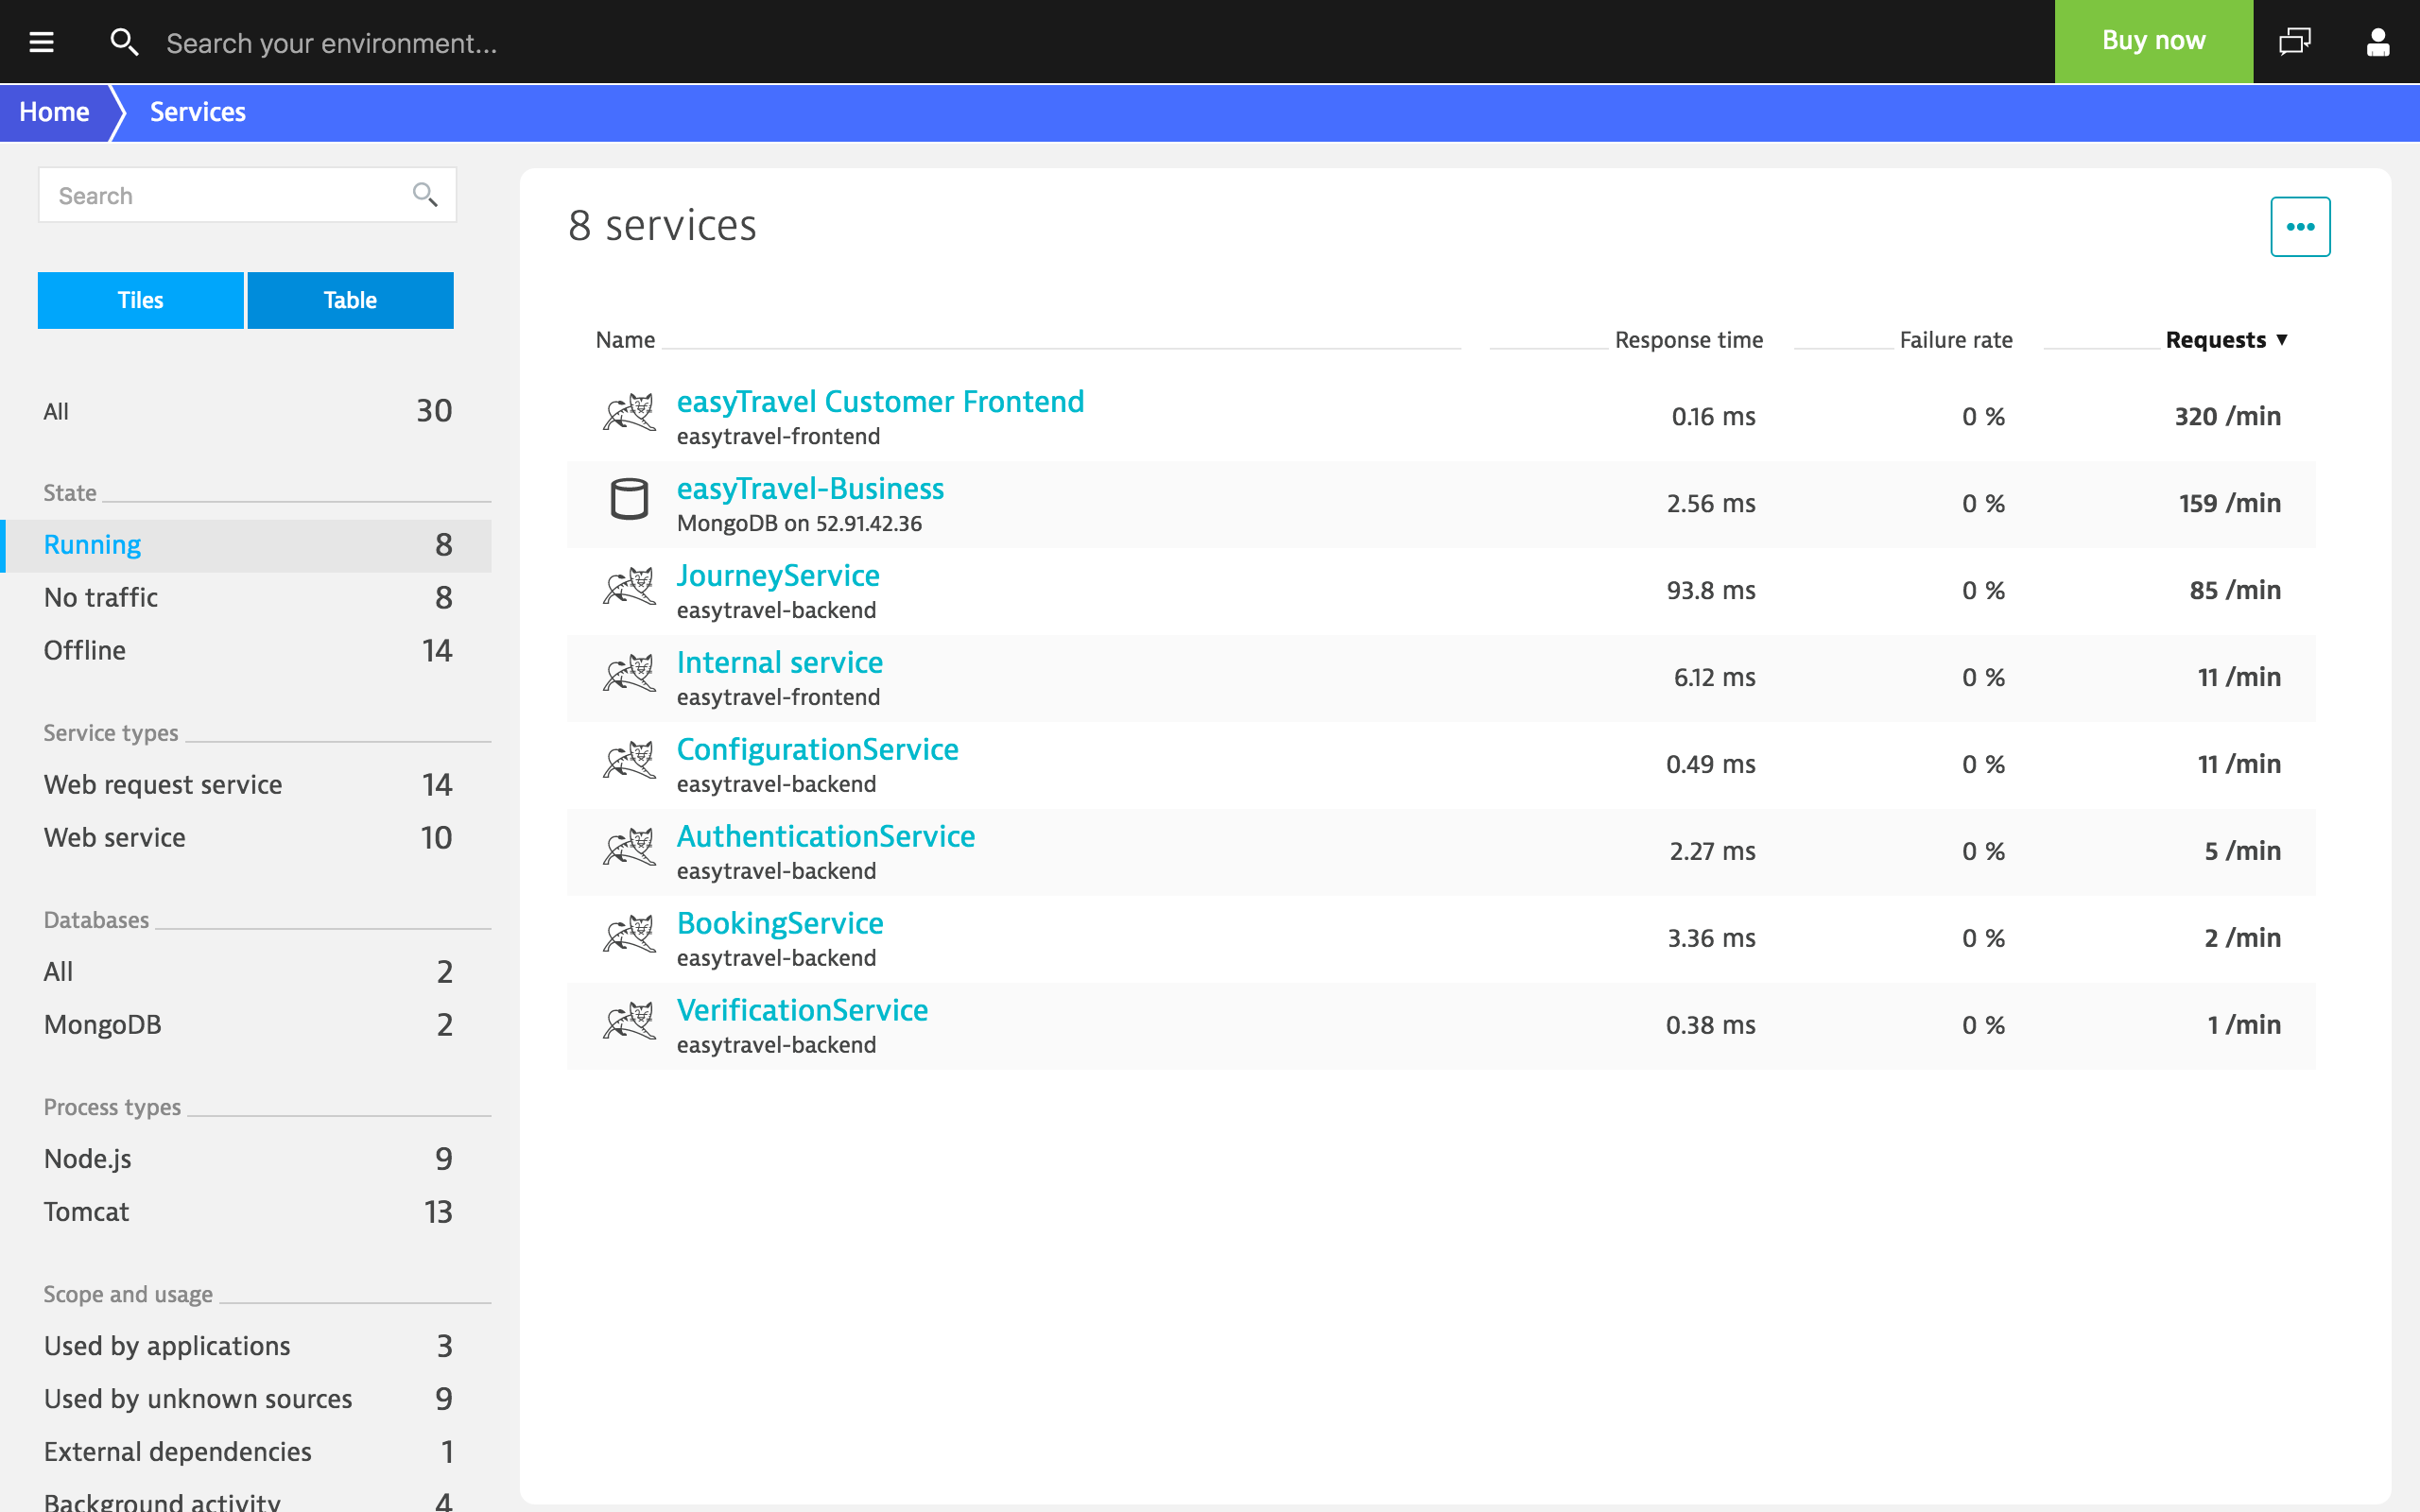 Search your environment...
Buy now
Home
Services
Search
Tiles
Table
All 30
State
Running 8
No traffic 8
Offline 14
Service types
Web request service 14
Web service 10
Databases
All 2
MongoDB 2
Process types
Node.js 9
Tomcat 13
Scope and usage
Used by applications 3
Used by unknown sources 9
External dependencies 1
Background activity 4
8 services
Name Response time Failure rate Requests ▼
easyTravel Customer Frontend 0.16 ms 0 % 320 /min
easytravel-frontend
easyTravel-Business 2.56 ms 0 % 159 /min
MongoDB on 52.91.42.36
JourneyService 93.8 ms 0 % 85 /min
easytravel-backend
Internal service 6.12 ms 0 % 11 /min
easytravel-frontend
ConfigurationService 0.49 ms 0 % 11 /min
easytravel-backend
AuthenticationService 2.27 ms 0 % 5 /min
easytravel-backend
BookingService 3.36 ms 0 % 2 /min
easytravel-backend
VerificationService 0.38 ms 0 % 1 /min
easytravel-backend